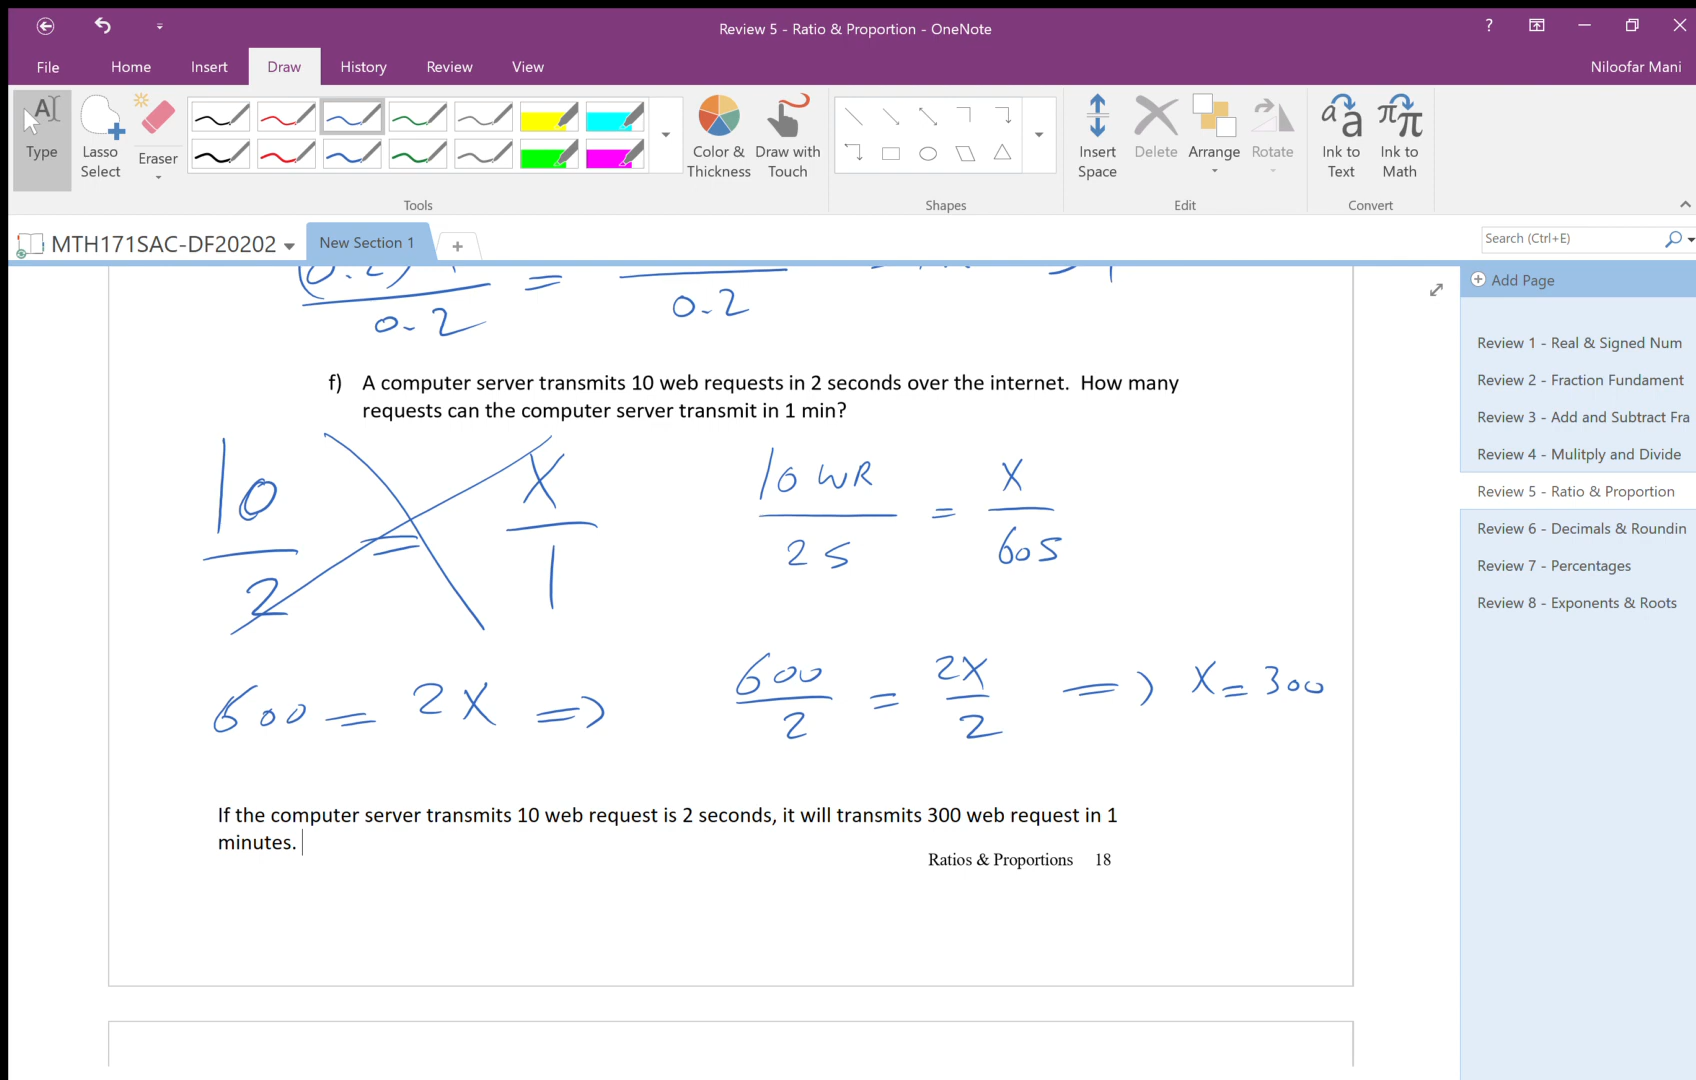 Review 5 - Ratio & Proportion - OneNote
?
File Home Insert Draw History Review View
Niloofar Mani
Type
Lasso Select
Eraser
Color & Thickness
Draw with Touch
Insert Space
Delete
Arrange
Rotate
Ink to Text
Ink to Math
Tools
Shapes
Edit
Convert
MTH171SAC-DF20202
New Section 1
+
Search (Ctrl+E)
Add Page
Review 1 - Real & Signed Num
Review 2 - Fraction Fundament
Review 3 - Add and Subtract Fra
Review 4 - Mulitply and Divide
Review 5 - Ratio & Proportion
Review 6 - Decimals & Roundin
Review 7 - Percentages
Review 8 - Exponents & Roots
=
0.2 0.2
f) A computer server transmits 10 web requests in 2 seconds over the internet. How many
requests can the computer server transmit in 1 min?
10 = X
2 1
10 WR = X
2 S 60S
600 = 2X =>
600 = 2X => X = 300
2 2
If the computer server transmits 10 web request is 2 seconds, it will transmits 300 web request in 1
minutes.
Ratios & Proportions 18